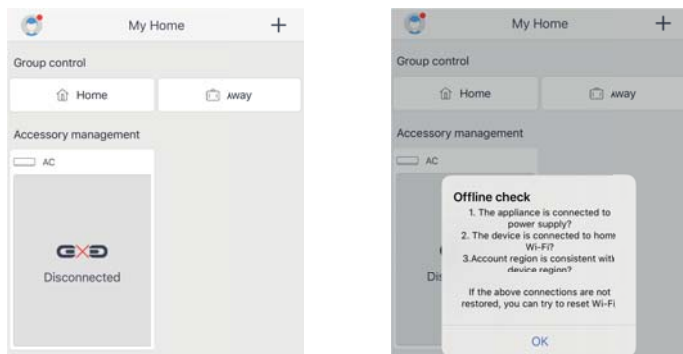 My Home
Group control
Home
Away
Accessory management
AC
Disconnected
My Home
Group control
Home
Away
Accessory management
AC
Offline check
1. The appliance is connected to
power supply?
2. The device is connected to home
Wi-Fi?
3.Account region is consistent with
device region?
If the above connections are not
restored, you can try to reset Wi-Fi
OK
Dis